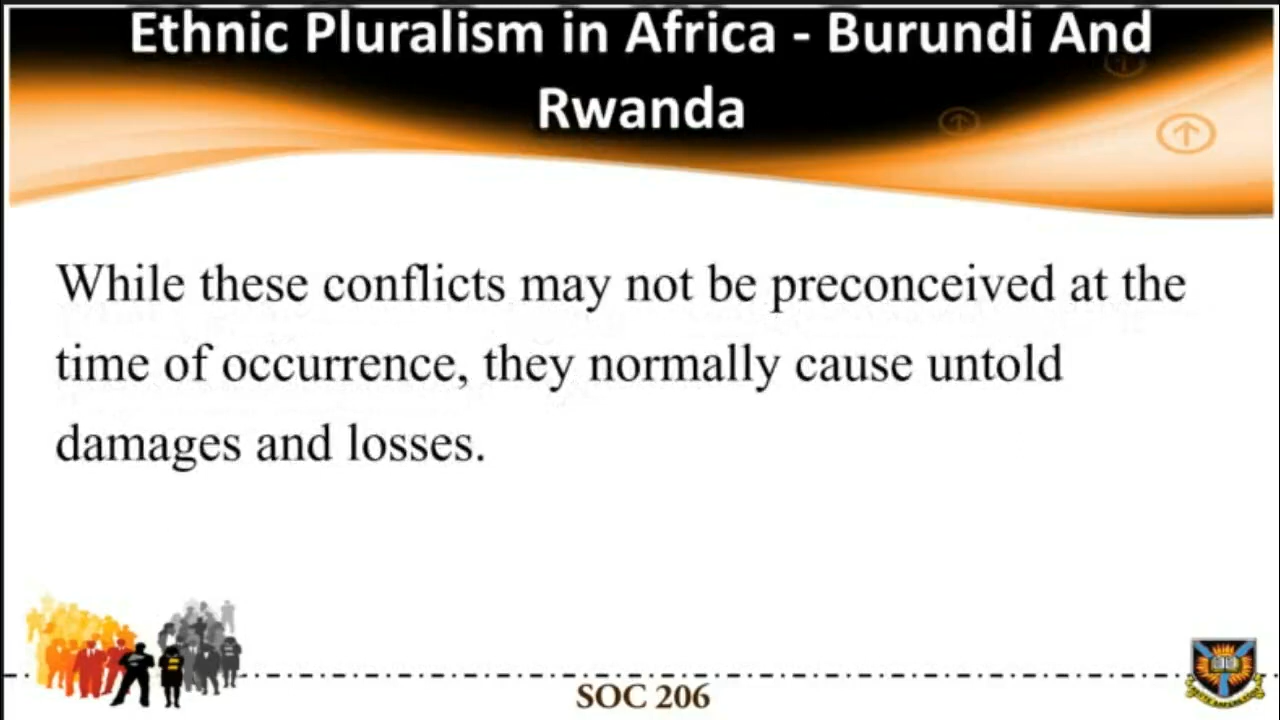 Ethnic Pluralism in Africa - Burundi And
Rwanda
While these conflicts may not be preconceived at the
time of occurrence, they normally cause untold
damages and losses.
SOC 206